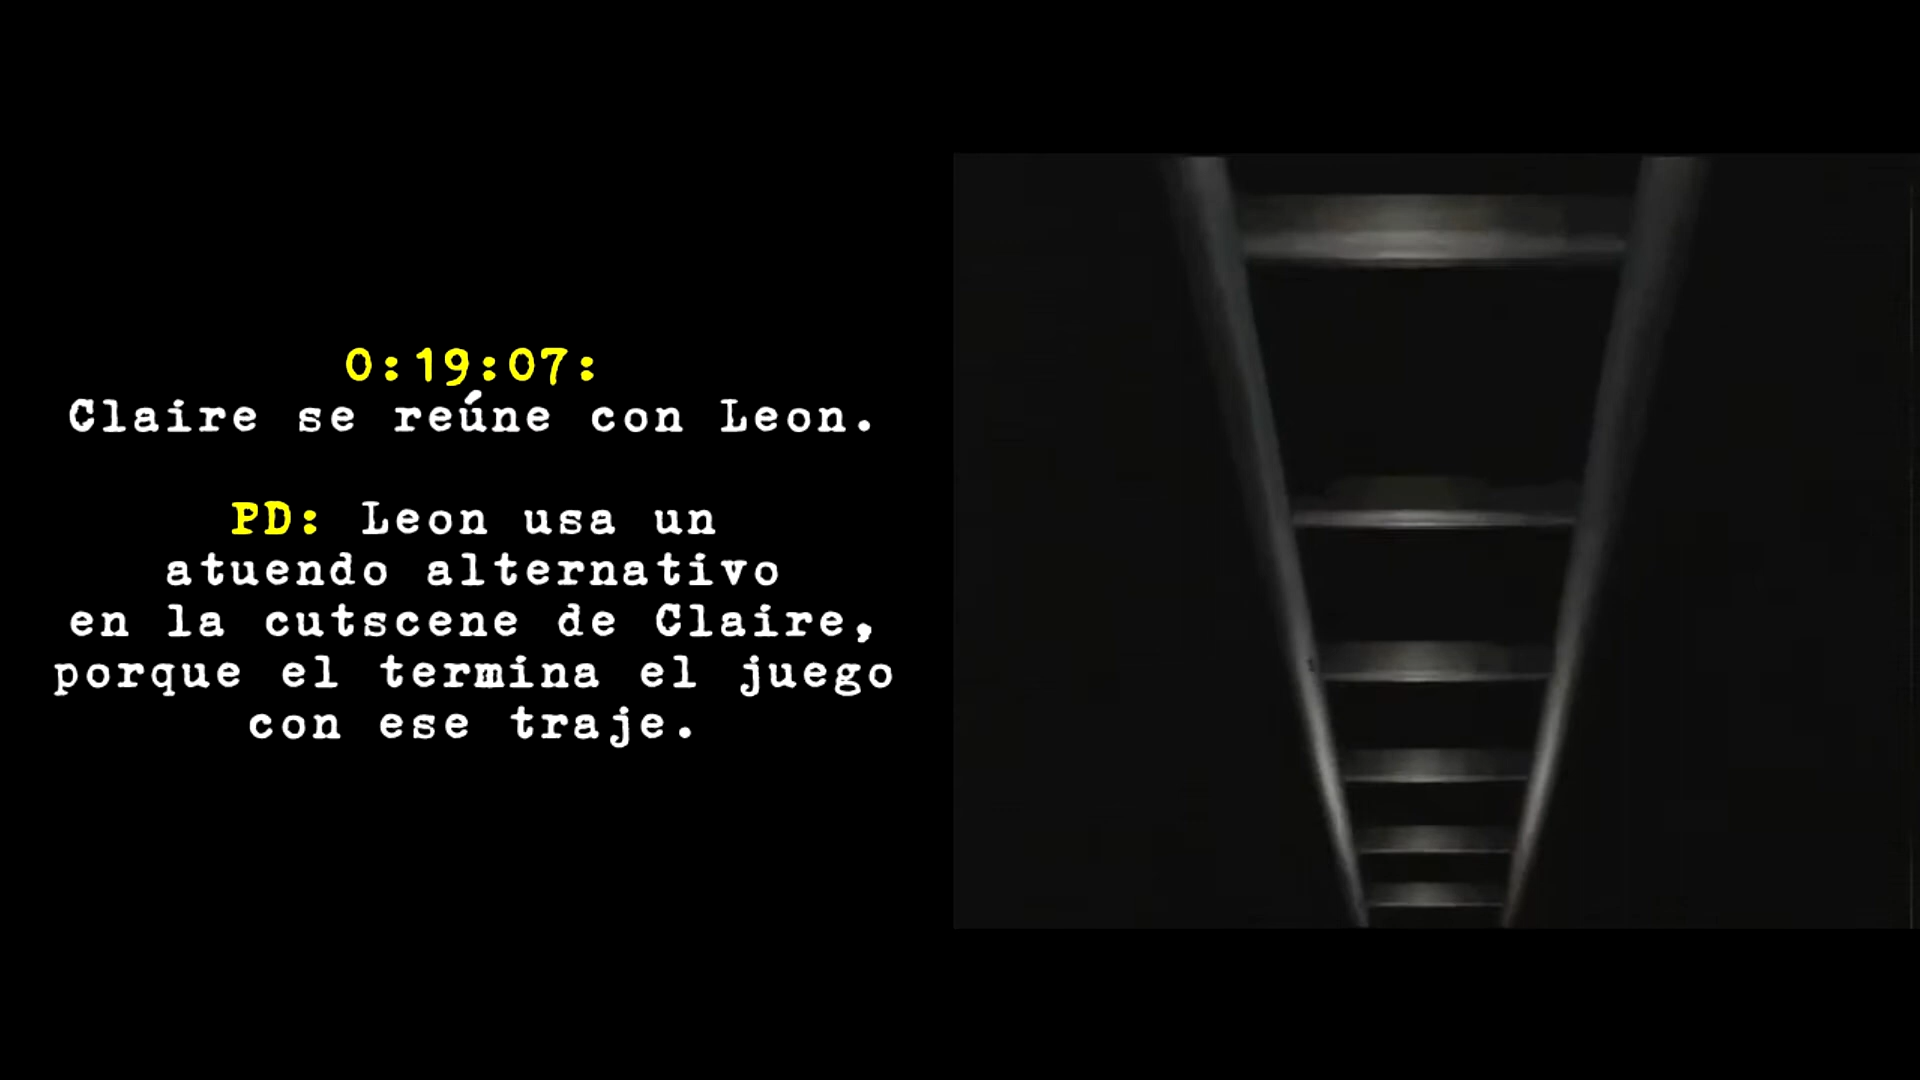 0:19:07:
Claire se reúne con Leon.
PD: Leon usa un
atuendo alternativo
en la cutscene de Claire,
porque el termina el juego
con ese traje.